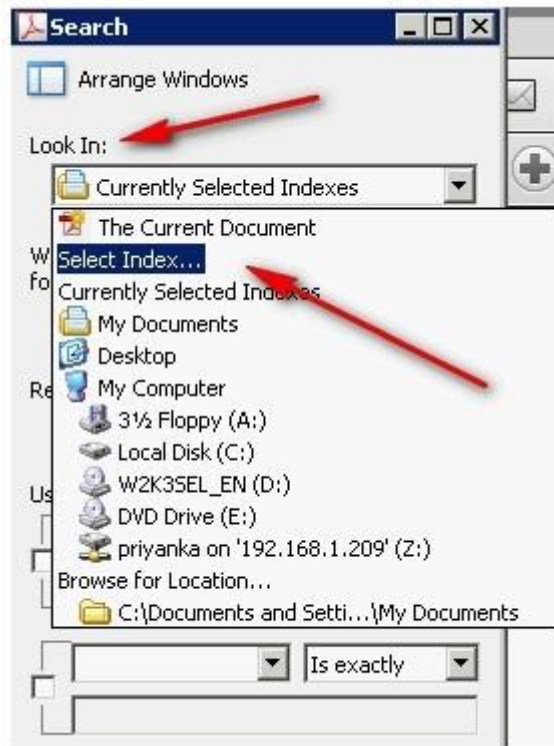 Search
Arrange Windows
Look In:
Currently Selected Indexes
The Current Document
Select Index...
Currently Selected Indexes
My Documents
Desktop
My Computer
3½ Floppy (A:)
Local Disk (C:)
W2K3SEL_EN (D:)
DVD Drive (E:)
priyanka on '192.168.1.209' (Z:)
Browse for Location...
C:\Documents and Setti...\My Documents
Is exactly